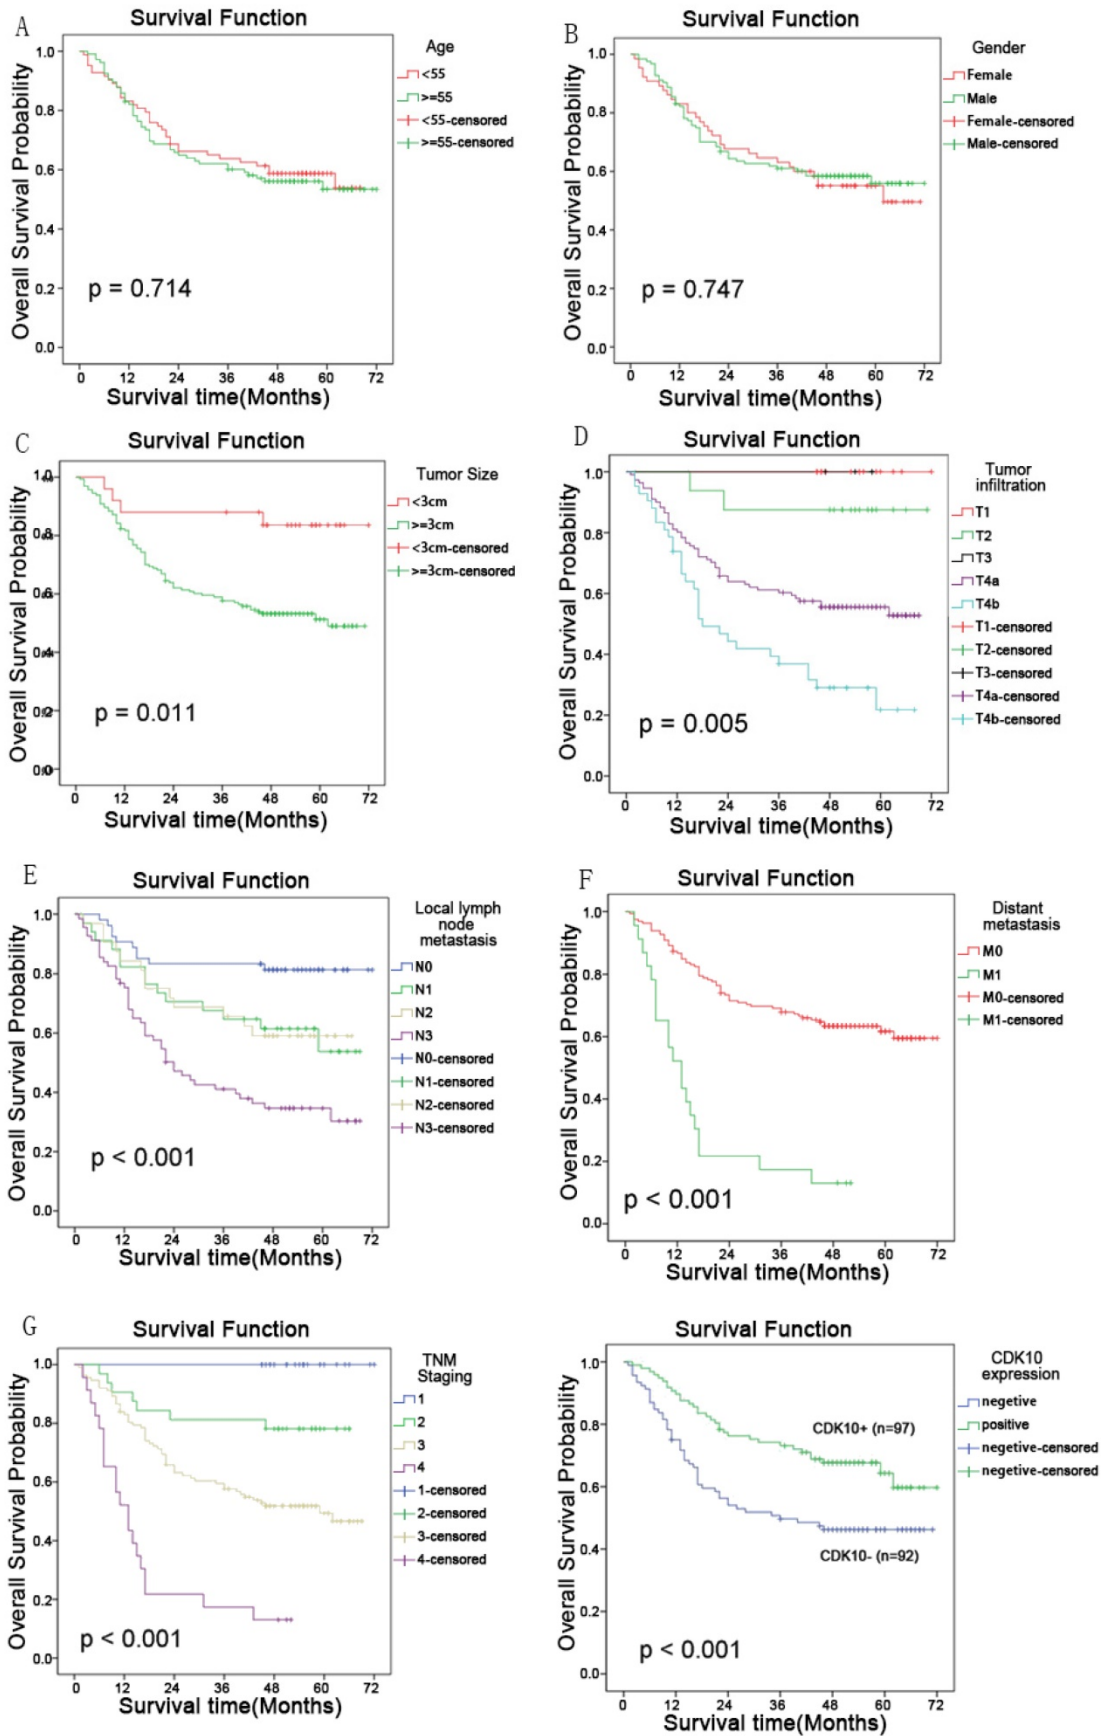 A
Survival Function
Overall Survival Probability
1.0
0.8
0.6
0.4
0.2
0.0
0 12 24 36 48 60 72
Survival time(Months)
p = 0.714
Age
<55
>=55
<55-censored
>=55-censored
B
Survival Function
Overall Survival Probability
1.0
0.8
0.6
0.4
0.2
0.0
0 12 24 36 48 60 72
Survival time(Months)
p = 0.747
Gender
Female
Male
Female-censored
Male-censored
C
Survival Function
Overall Survival Probability
1.0
0.8
0.6
0.4
0.2
0.0
0 12 24 36 48 60 72
Survival time(Months)
p = 0.011
Tumor Size
<3cm
>=3cm
<3cm-censored
>=3cm-censored
D
Survival Function
Overall Survival Probability
1.0
0.8
0.6
0.4
0.2
0.0
0 12 24 36 48 60 72
Survival time(Months)
p = 0.005
Tumor
infiltration
T1
T2
T3
T4a
T4b
T1-censored
T2-censored
T3-censored
T4a-censored
T4b-censored
E
Survival Function
Overall Survival Probability
1.0
0.8
0.6
0.4
0.2
0.0
0 12 24 36 48 60 72
Survival time(Months)
p < 0.001
Local lymph
node
metastasis
N0
N1
N2
N3
N0-censored
N1-censored
N2-censored
N3-censored
F
Survival Function
Overall Survival Probability
1.0
0.8
0.6
0.4
0.2
0.0
0 12 24 36 48 60 72
Survival time(Months)
p < 0.001
Distant
metastasis
M0
M1
M0-censored
M1-censored
G
Survival Function
Overall Survival Probability
1.0
0.8
0.6
0.4
0.2
0.0
0 12 24 36 48 60 72
Survival time(Months)
p < 0.001
TNM
Staging
1
2
3
4
1-censored
2-censored
3-censored
4-censored
Survival Function
Overall Survival Probability
1.0
0.8
0.6
0.4
0.2
0.0
0 12 24 36 48 60 72
Survival time(Months)
CDK10+ (n=97)
CDK10- (n=92)
p < 0.001
CDK10
expression
negetive
positive
negetive-censored
negetive-censored